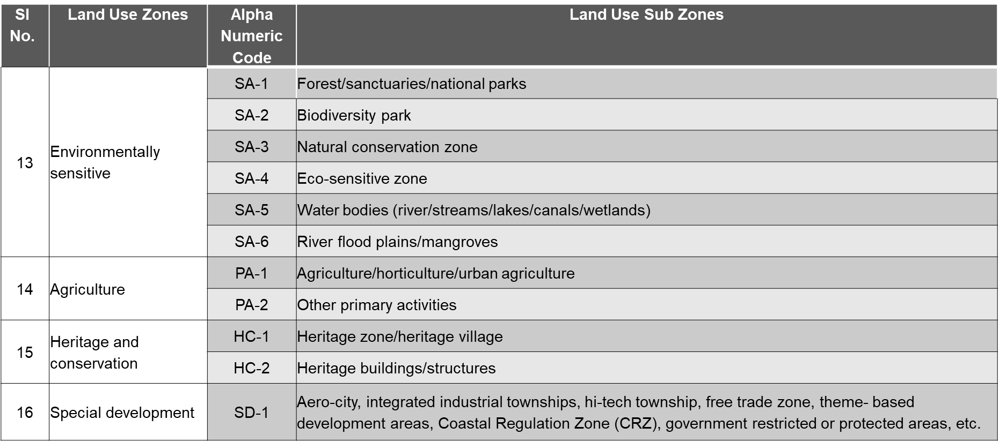 Sl No. Land Use Zones Alpha Numeric Code Land Use Sub Zones
13 Environmentally sensitive SA-1 Forest/sanctuaries/national parks
SA-2 Biodiversity park
SA-3 Natural conservation zone
SA-4 Eco-sensitive zone
SA-5 Water bodies (river/streams/lakes/canals/wetlands)
SA-6 River flood plains/mangroves
14 Agriculture PA-1 Agriculture/horticulture/urban agriculture
PA-2 Other primary activities
15 Heritage and conservation HC-1 Heritage zone/heritage village
HC-2 Heritage buildings/structures
16 Special development SD-1 Aero-city, integrated industrial townships, hi-tech township, free trade zone, theme- based
development areas, Coastal Regulation Zone (CRZ), government restricted or protected areas, etc.